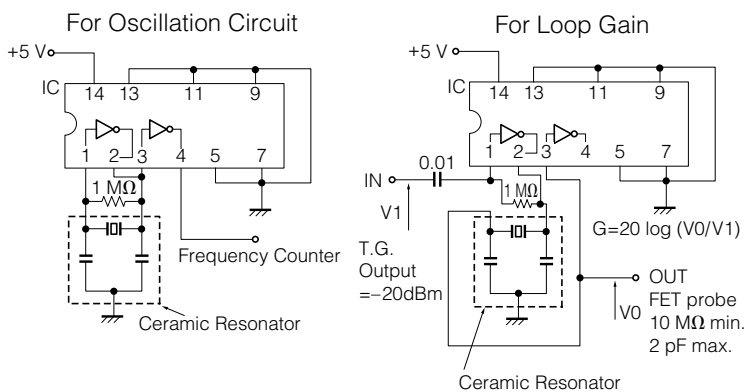 For Oscillation Circuit
+5 V
IC
14 13 11 9
1 2 3 4 5 7
1 MΩ
Frequency Counter
Ceramic Resonator
For Loop Gain
+5 V
IC
14 13 11 9
1 2 3 4 5 7
0.01
IN
1 MΩ
V1
G=20 log (V0/V1)
T.G.
Output
=–20dBm
OUT
V0
FET probe
10 MΩ min.
2 pF max.
Ceramic Resonator